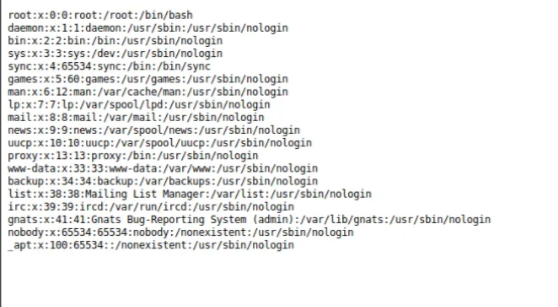 root:x:0:0:root:/root:/bin/bash
daemon:x:1:1:daemon:/usr/sbin:/usr/sbin/nologin
bin:x:2:2:bin:/bin:/usr/sbin/nologin
sys:x:3:3:sys:/dev:/usr/sbin/nologin
sync:x:4:65534:sync:/bin:/bin/sync
games:x:5:60:games:/usr/games:/usr/sbin/nologin
man:x:6:12:man:/var/cache/man:/usr/sbin/nologin
lp:x:7:7:lp:/var/spool/lpd:/usr/sbin/nologin
mail:x:8:8:mail:/var/mail:/usr/sbin/nologin
news:x:9:9:news:/var/spool/news:/usr/sbin/nologin
uucp:x:10:10:uucp:/var/spool/uucp:/usr/sbin/nologin
proxy:x:13:13:proxy:/bin:/usr/sbin/nologin
www-data:x:33:33:www-data:/var/www:/usr/sbin/nologin
backup:x:34:34:backup:/var/backups:/usr/sbin/nologin
list:x:38:38:Mailing List Manager:/var/list:/usr/sbin/nologin
irc:x:39:39:ircd:/var/run/ircd:/usr/sbin/nologin
gnats:x:41:41:Gnats Bug-Reporting System (admin):/var/lib/gnats:/usr/sbin/nologin
nobody:x:65534:65534:nobody:/nonexistent:/usr/sbin/nologin
_apt:x:100:65534::/nonexistent:/usr/sbin/nologin